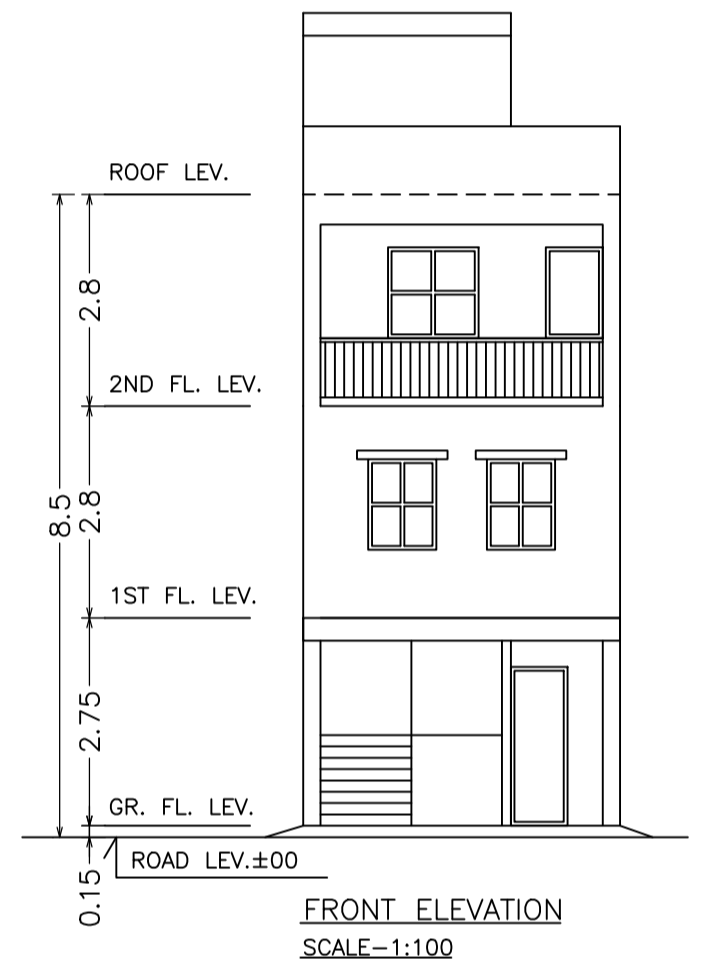 ROOF LEV.
2.8
2ND FL. LEV.
8.5
2.8
1ST FL. LEV.
2.75
GR. FL. LEV.
ROAD LEV.±00
0.15
FRONT ELEVATION
SCALE-1:100